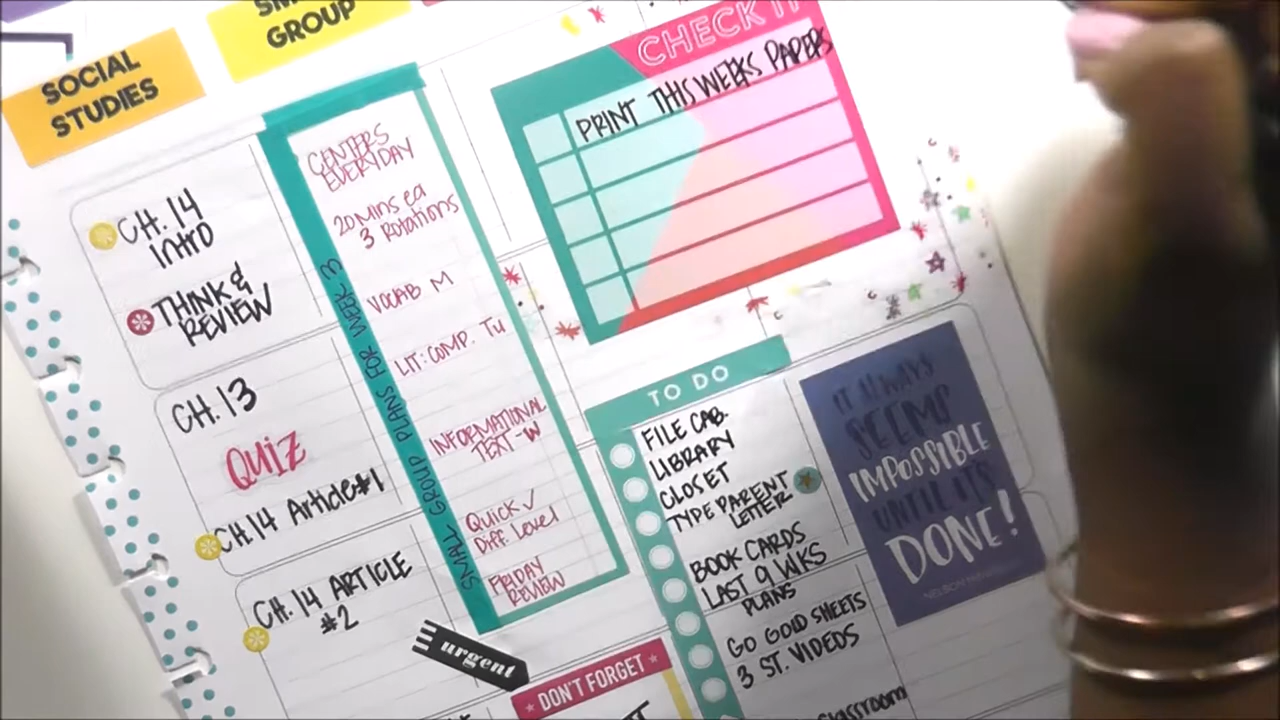 SOCIAL
STUDIES
GROUP
CH. 14
Intro
THINK &
REVIEW
CH. 13
QUIZ
CH 14 Article #1
CH. 14 ARTICLE
#2
SMALL GROUP PLANS FOR WEEK 3
CENTERS
EVERYDAY
20 Mins ea
3 Rotations
VOCAB M
LIT: COMP. Tu
INFORMATIONAL
TEXT - W
Quick ✓
Diff. Level
FRIDAY
REVIEW
urgent
CHECK IT
PRINT THIS WEEKS PAPERS
TO DO
FILE CAB.
LIBRARY
CLOSET
TYPE PARENT
LETTER
BOOK CARDS
LAST 9 WKS
PLANS
GO GOLD SHEETS
3 ST. VIDEOS
classroom
DON'T FORGET
IT ALWAYS
SEEMS
IMPOSSIBLE
UNTIL IT'S
DONE!